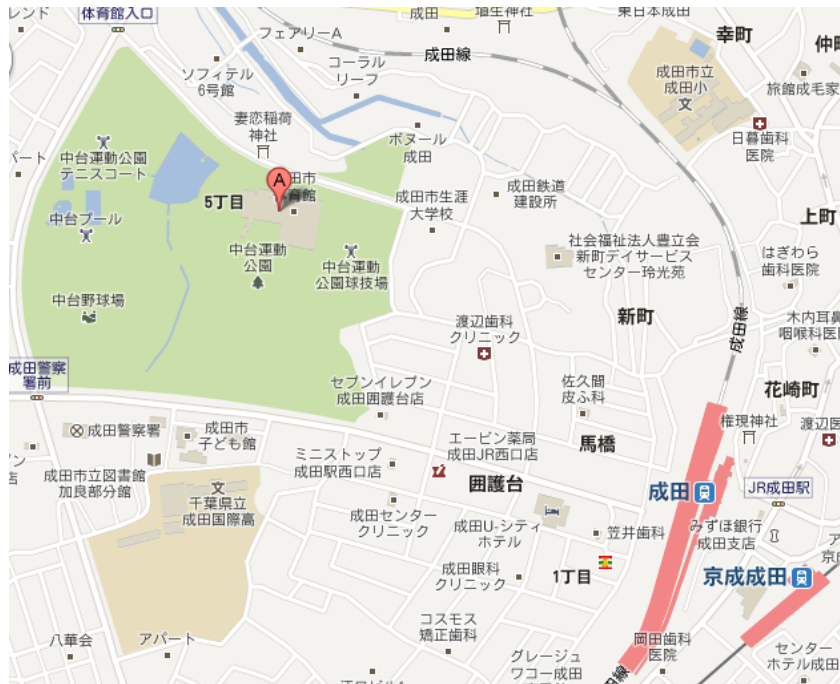 レンド
体育館入口
成田
埴生神社
東日本成田
フェアリーA
成田線
幸町
仲町
ソフィテル
6号館
コーラル
リーフ
成田市立
成田小
旅館成毛家
妻恋稲荷
神社
ボヌール
成田
日暮歯科
医院
パート
中台運動公園
テニスコート
A
成田市
体育館
5丁目
成田市生涯
大学校
成田鉄道
建設所
上町
中台プール
中台運動
公園
中台運動
公園球技場
社会福祉法人豊立会
新町デイサービス
センター玲光苑
はぎわら
歯科医院
中台野球場
渡辺歯科
クリニック
新町
成田線
木内耳鼻
咽喉科医
成田警察
署前
セブンイレブン
成田囲護台店
佐久間
皮ふ科
花崎町
権現神社
渡辺医
成田警察署
成田市
子ども館
エービン薬局
成田JR西口店
馬橋
ミニストップ
成田駅西口店
ン
店
成田市立図書館
加良部分館
囲護台
成田
JR成田駅
千葉県立
成田国際高
成田センター
クリニック
成田U-シティ
ホテル
笠井歯科
みずほ銀行
成田支店
ア
京成
成田眼科
クリニック
1丁目
京成成田
八華会
アパート
コスモス
矯正歯科
岡田歯科
医院
センター
ホテル成田
グレージュ
ワコー成田
線